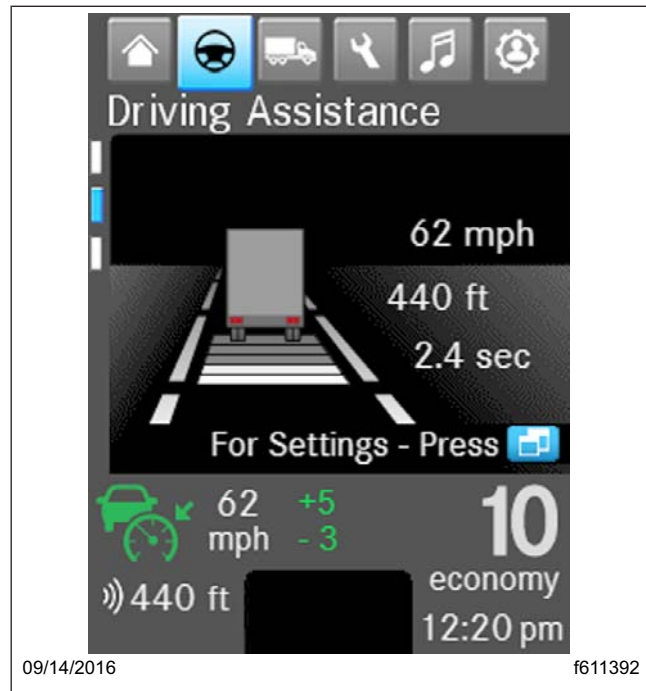 Driving Assistance
62 mph
440 ft
2.4 sec
For Settings - Press
62 +5
mph - 3
10
economy
440 ft
12:20 pm
09/14/2016 f611392